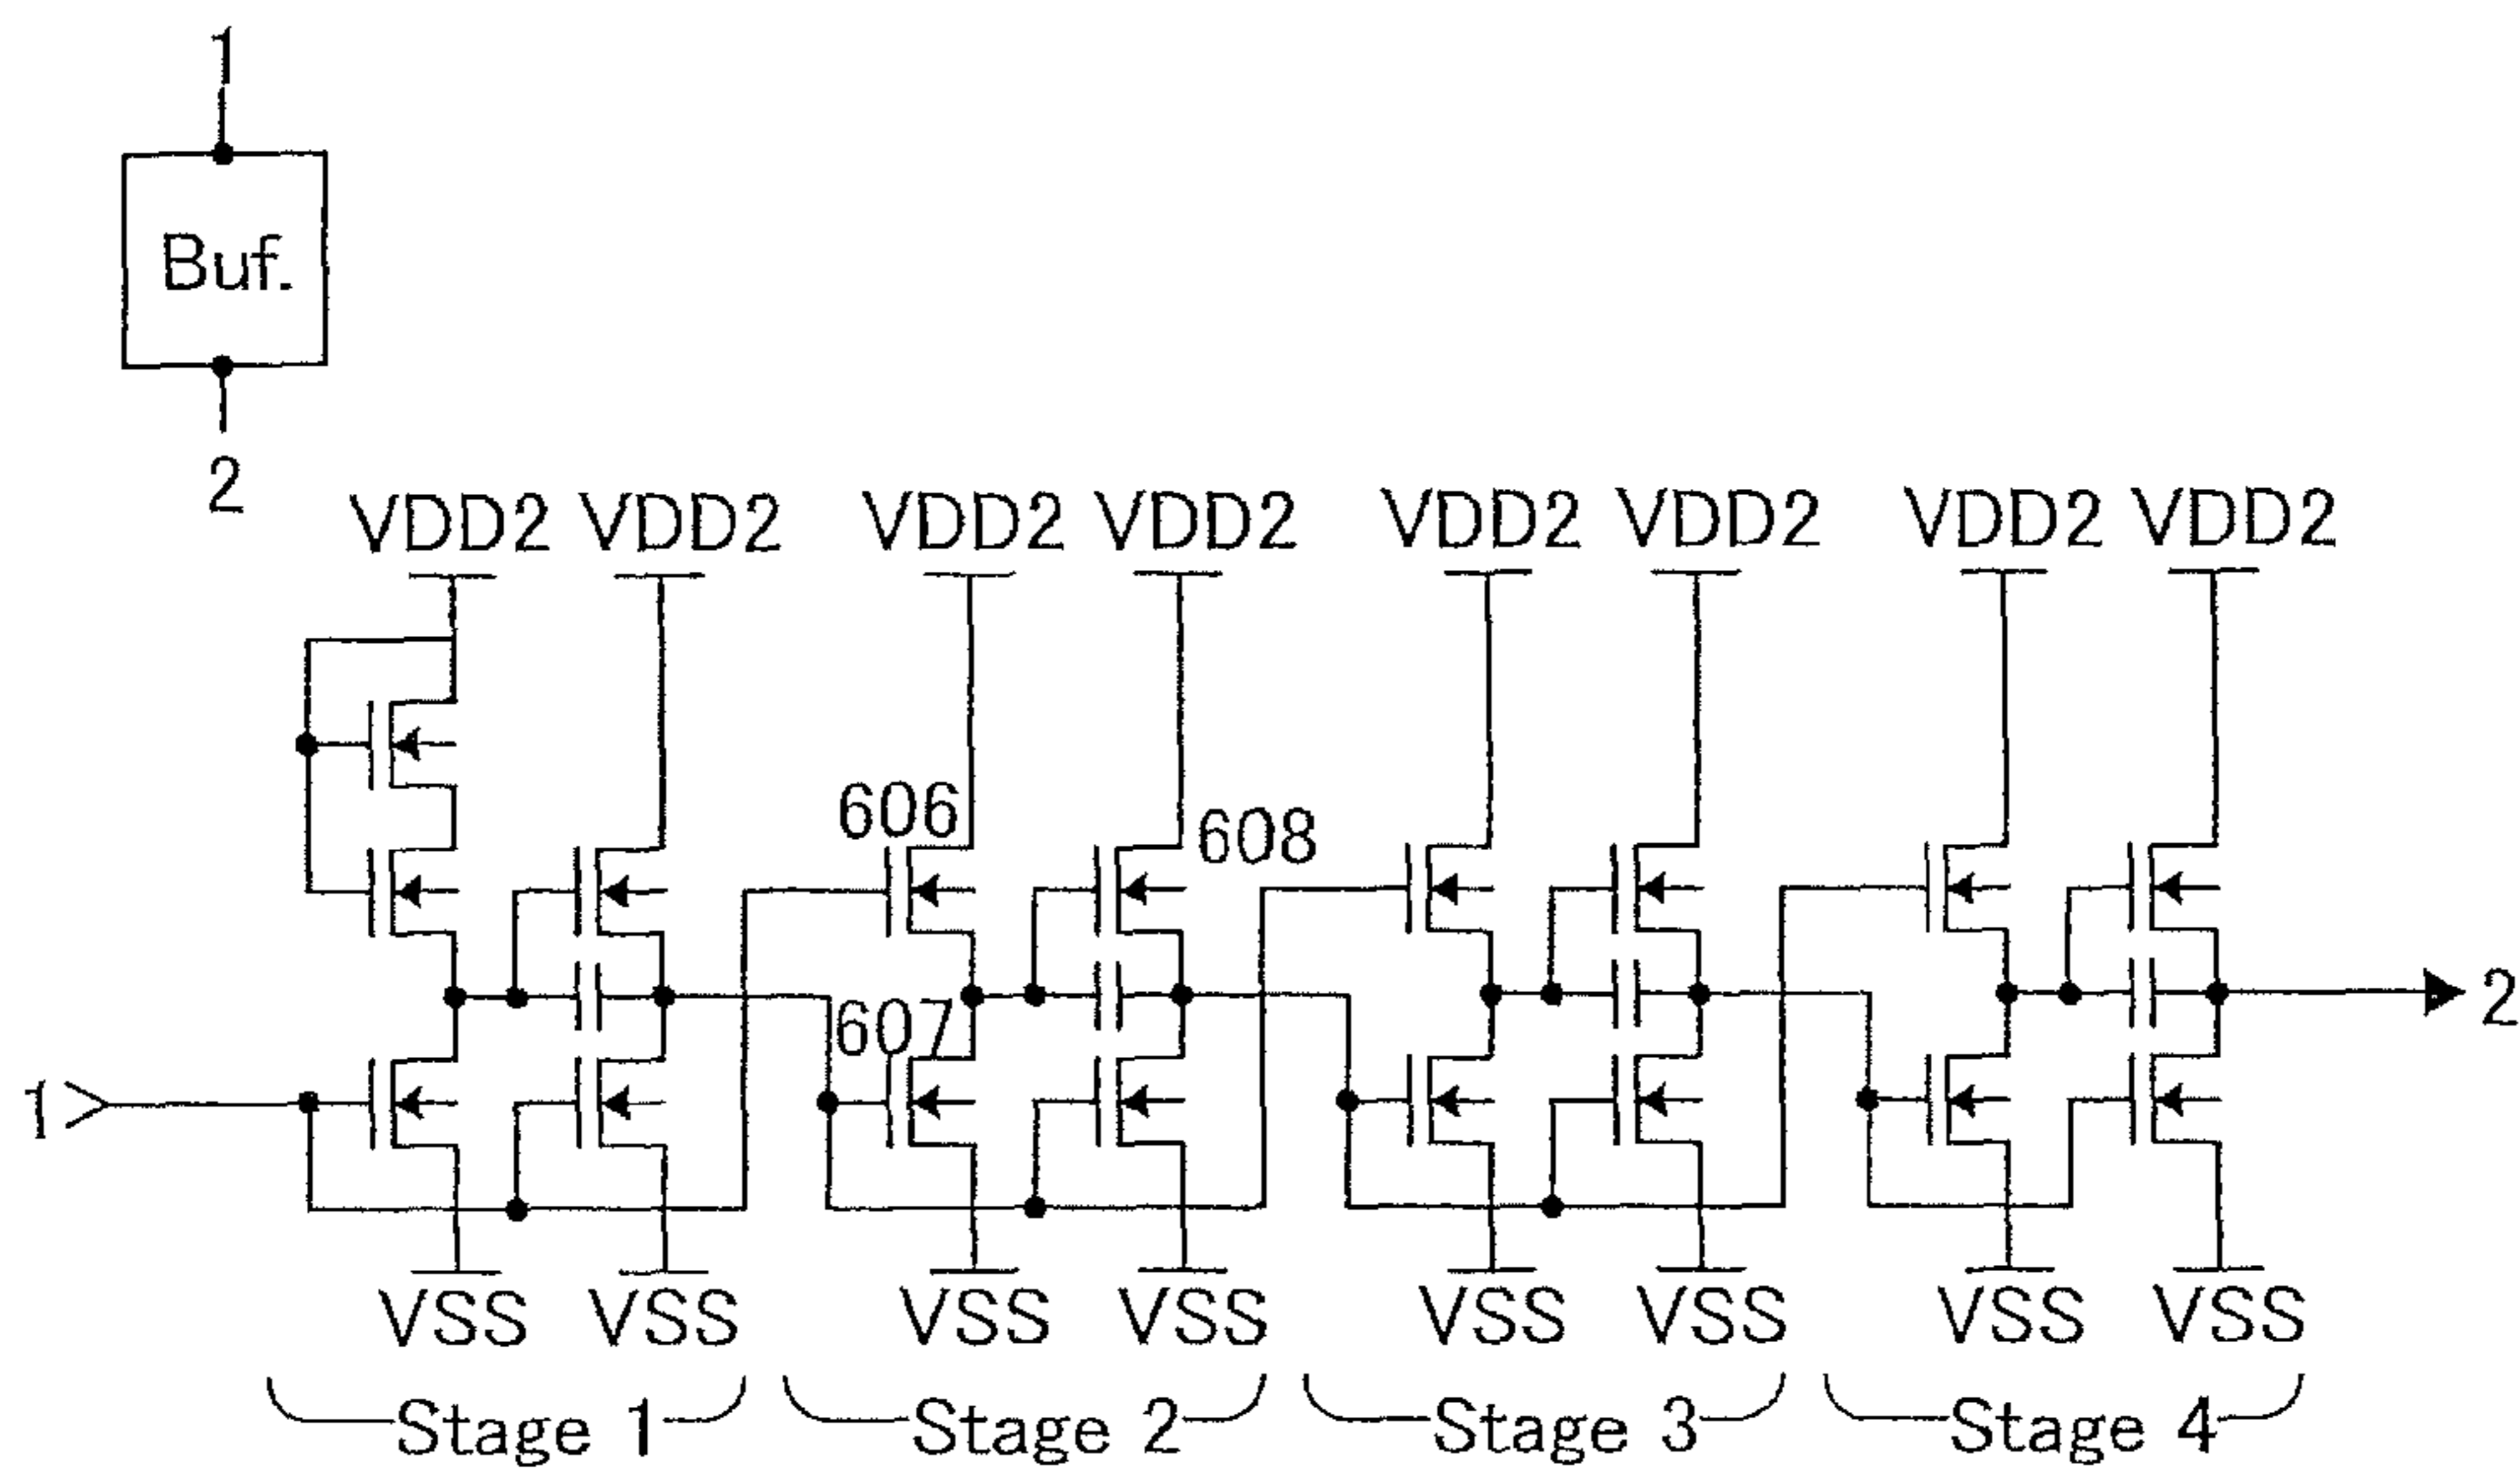 1
Buf.
2
VDD2 VDD2 VDD2 VDD2 VDD2 VDD2 VDD2 VDD2
606
608
607
2
1
VSS VSS VSS VSS VSS VSS VSS VSS
Stage 1 Stage 2 Stage 3 Stage 4